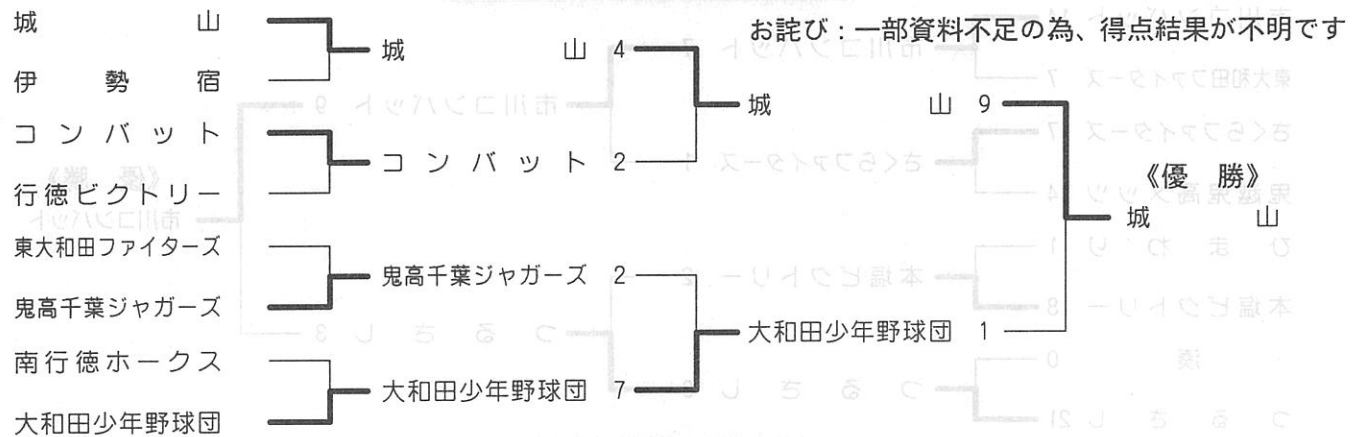 お詫び：一部資料不足の為、得点結果が不明です
城山
伊勢宿
コンバット
行徳ビクトリー
東大和田ファイターズ
鬼高千葉ジャガーズ
南行徳ホークス
大和田少年野球団
城山 4
コンバット 2
鬼高千葉ジャガーズ 2
大和田少年野球団 7
城山 9
大和田少年野球団 1
《優勝》
城山